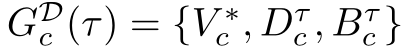 $G_c^{\mathcal{D}}(\tau) = \{V_c^*, D_c^\tau, B_c^\tau\}$